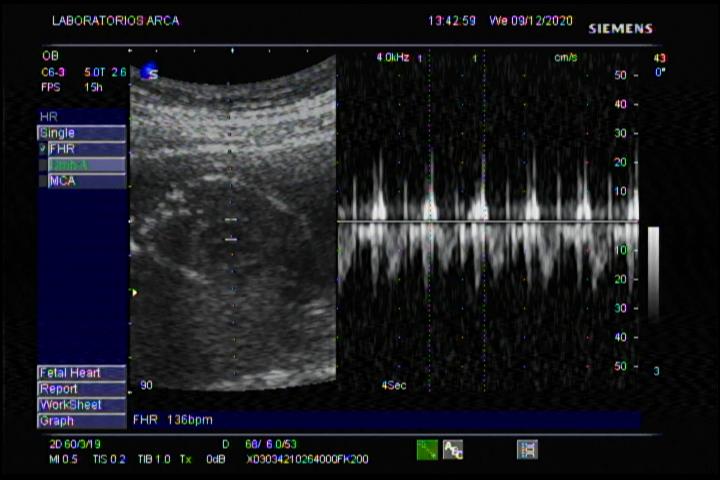 LABORATORIOS ARCA
13:42:59 We 09/12/2020
SIEMENS
OB
C6-3 5.0T 2.6
FPS 15h
S
4.0kHz 1 1 cm/s 43
0°
50
40
30
20
10
10
20
30
40
50
3
HR
Single
FHR
MCA
Fetal Heart
Report
WorkSheet
Graph
90
4Sec
FHR 136bpm
2D 60/3/19 D 68/ 6.0/53
MI 0.5 TIS 0.2 TIB 1.0 Tx 0dB XD3034210264000FK200
ABC